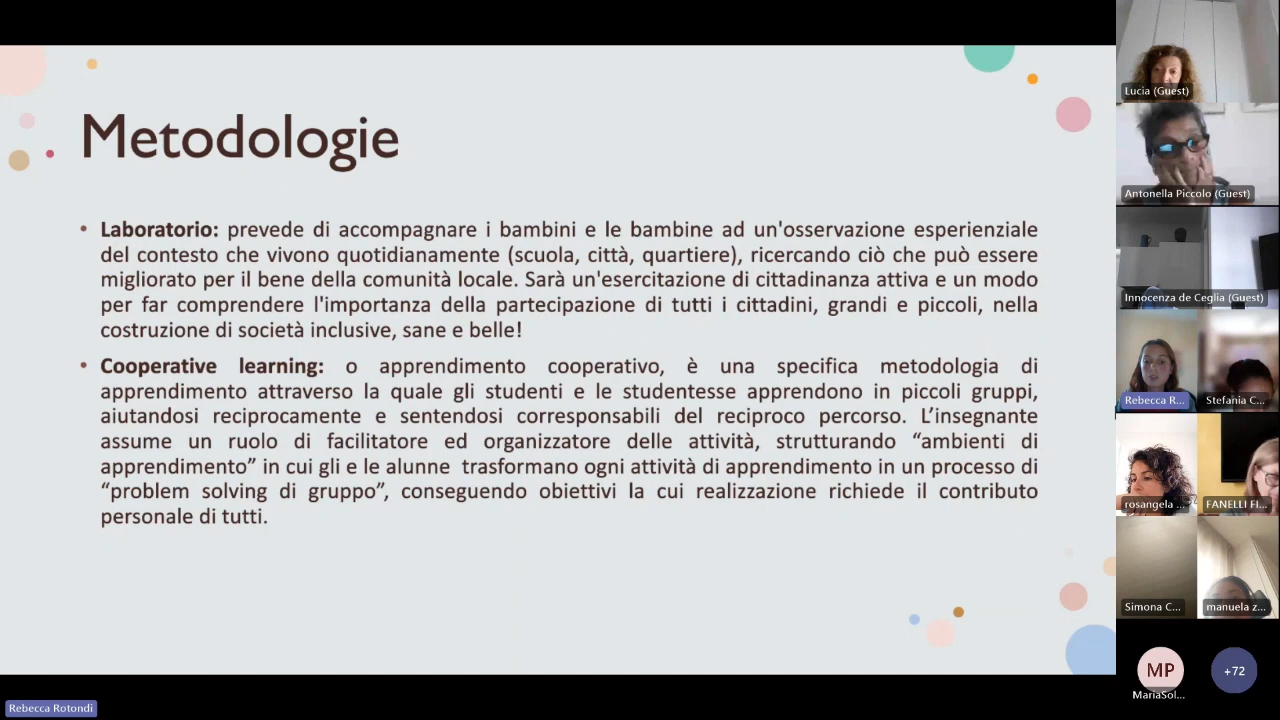 Metodologie
• Laboratorio: prevede di accompagnare i bambini e le bambine ad un'osservazione esperienziale
del contesto che vivono quotidianamente (scuola, città, quartiere), ricercando ciò che può essere
migliorato per il bene della comunità locale. Sarà un'esercitazione di cittadinanza attiva e un modo
per far comprendere l'importanza della partecipazione di tutti i cittadini, grandi e piccoli, nella
costruzione di società inclusive, sane e belle!
• Cooperative learning: o apprendimento cooperativo, è una specifica metodologia di
apprendimento attraverso la quale gli studenti e le studentesse apprendono in piccoli gruppi,
aiutandosi reciprocamente e sentendosi corresponsabili del reciproco percorso. L’insegnante
assume un ruolo di facilitatore ed organizzatore delle attività, strutturando “ambienti di
apprendimento” in cui gli e le alunne trasformano ogni attività di apprendimento in un processo di
“problem solving di gruppo”, conseguendo obiettivi la cui realizzazione richiede il contributo
personale di tutti.
Rebecca Rotondi
Lucia (Guest)
Antonella Piccolo (Guest)
Innocenza de Ceglia (Guest)
Rebecca R...
Stefania C...
rosangela ...
FANELLI FI...
Simona C...
manuela z...
MP
+72
MariaSol...